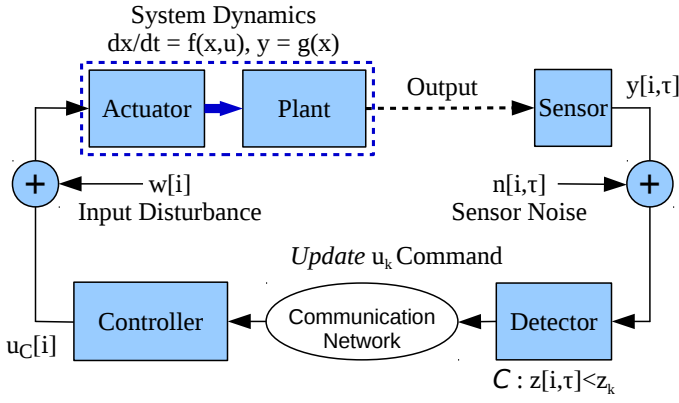 System Dynamics
dx/dt = f(x,u), y = g(x)
Actuator
Plant
Output
Sensor
y[i,τ]
+
w[i]
Input Disturbance
n[i,τ]
Sensor Noise
+
Update uₖ Command
Controller
Communication
Network
Detector
u_C[i]
C : z[i,τ]<zₖ